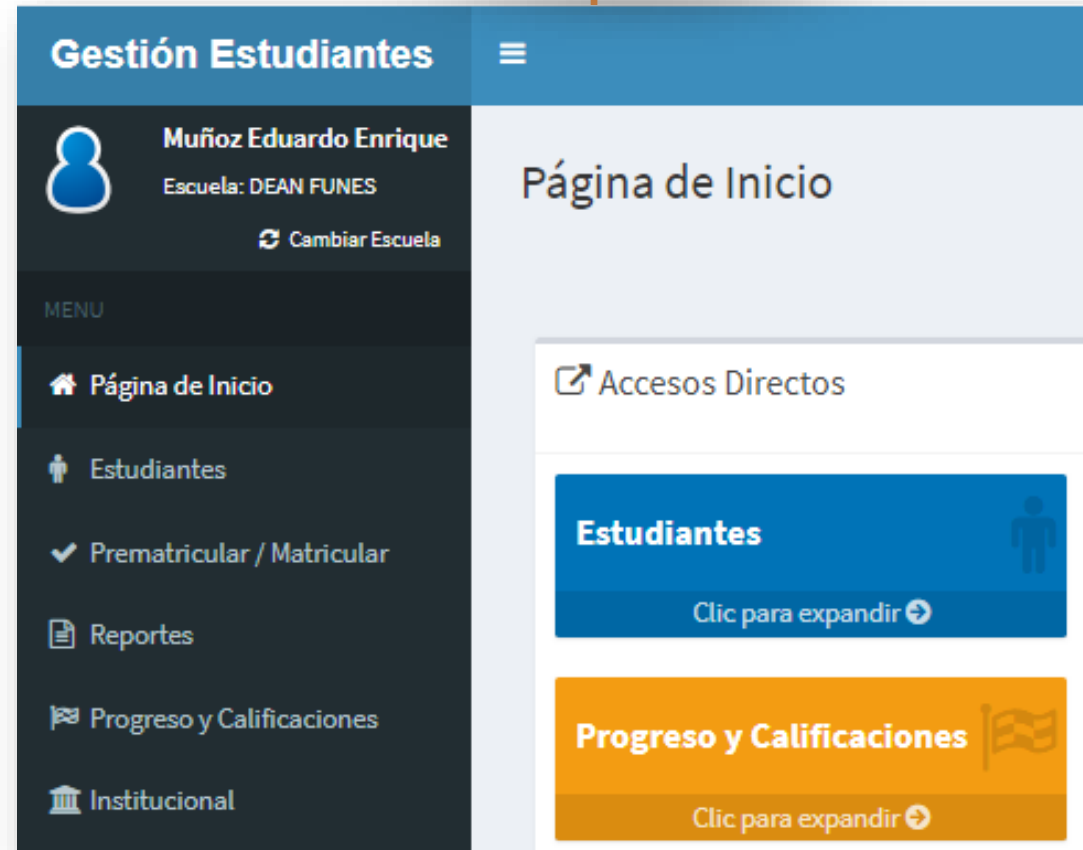 Gestión Estudiantes
Muñoz Eduardo Enrique
Escuela: DEAN FUNES
Cambiar Escuela
MENU
Página de Inicio
Estudiantes
Prematricular / Matricular
Reportes
Progreso y Calificaciones
Institucional
Página de Inicio
Accesos Directos
Estudiantes
Clic para expandir
Progreso y Calificaciones
Clic para expandir